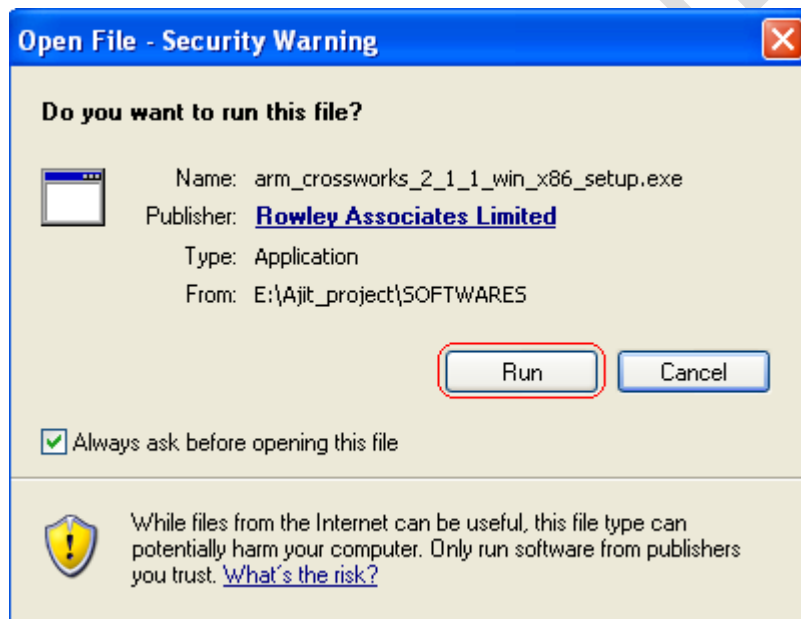 Open File - Security Warning
Do you want to run this file?
Name: arm_crossworks_2_1_1_win_x86_setup.exe
Publisher: Rowley Associates Limited
Type: Application
From: E:\Ajit_project\SOFTWARES
Run Cancel
Always ask before opening this file
While files from the Internet can be useful, this file type can
potentially harm your computer. Only run software from publishers
you trust. What's the risk?